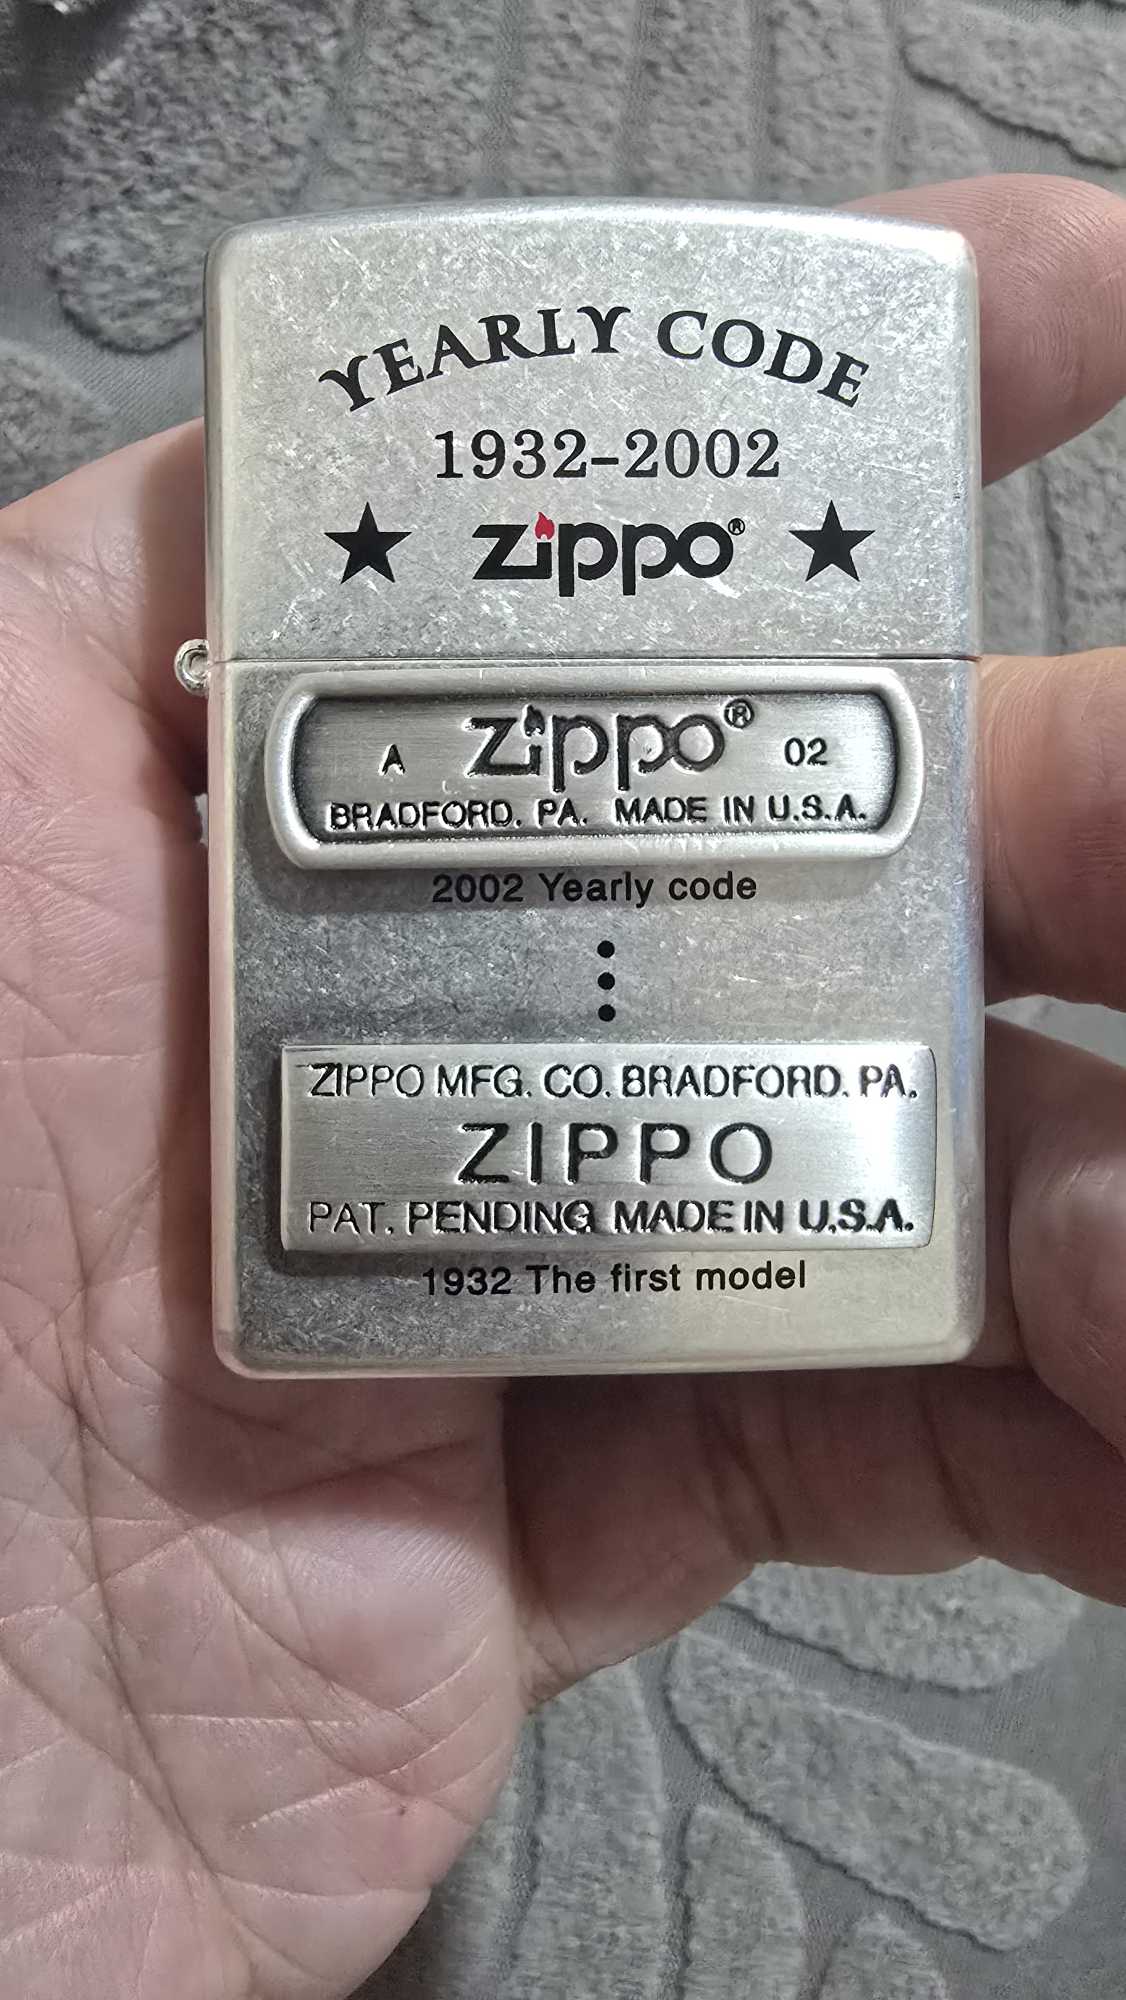 YEARLY CODE
1932-2002
★ zippo® ★
A zippo® 02
BRADFORD. PA. MADE IN U.S.A.
2002 Yearly code
ZIPPO MFG. CO. BRADFORD. PA.
ZIPPO
PAT. PENDING MADE IN U.S.A.
1932 The first model